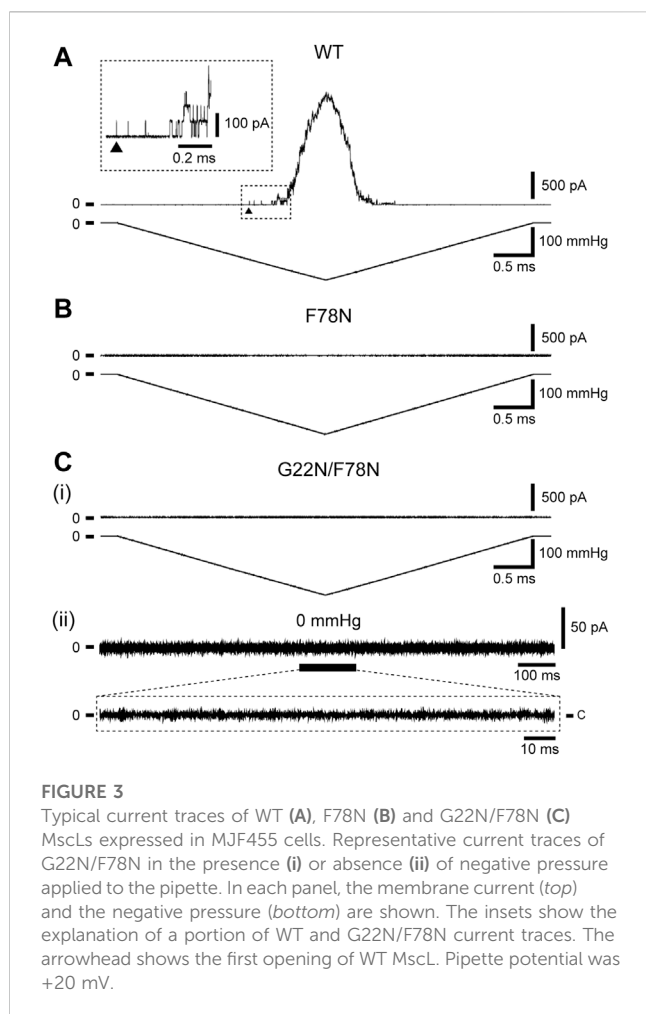 A
WT
100 pA
0.2 ms
500 pA
0
0
100 mmHg
0.5 ms
B
F78N
500 pA
0
0
100 mmHg
0.5 ms
C
G22N/F78N
(i)
500 pA
0
0
100 mmHg
0.5 ms
(ii)
0 mmHg
50 pA
0
100 ms
0
C
10 ms
FIGURE 3
Typical current traces of WT (A), F78N (B) and G22N/F78N (C)
MscLs expressed in MJF455 cells. Representative current traces of
G22N/F78N in the presence (i) or absence (ii) of negative pressure
applied to the pipette. In each panel, the membrane current (top)
and the negative pressure (bottom) are shown. The insets show the
explanation of a portion of WT and G22N/F78N current traces. The
arrowhead shows the first opening of WT MscL. Pipette potential was
+20 mV.